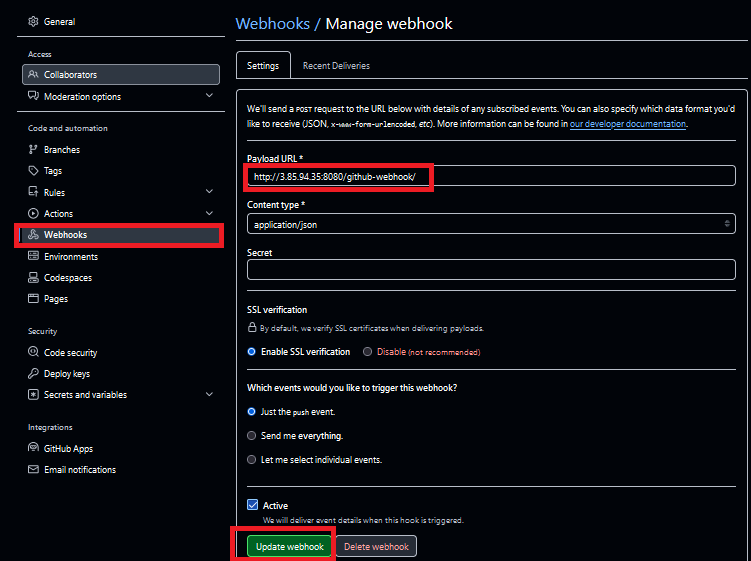 General
Access
Collaborators
Moderation options
Code and automation
Branches
Tags
Rules
Actions
Webhooks
Environments
Codespaces
Pages
Security
Code security
Deploy keys
Secrets and variables
Integrations
GitHub Apps
Email notifications
Webhooks / Manage webhook
Settings
Recent Deliveries
We'll send a POST request to the URL below with details of any subscribed events. You can also specify which data format you'd
like to receive (JSON, x-www-form-urlencoded, etc). More information can be found in our developer documentation.
Payload URL *
http://3.85.94.35:8080/github-webhook/
Content type *
application/json
Secret
SSL verification
By default, we verify SSL certificates when delivering payloads.
Enable SSL verification
Disable (not recommended)
Which events would you like to trigger this webhook?
Just the push event.
Send me everything.
Let me select individual events.
Active
We will deliver event details when this hook is triggered.
Update webhook
Delete webhook